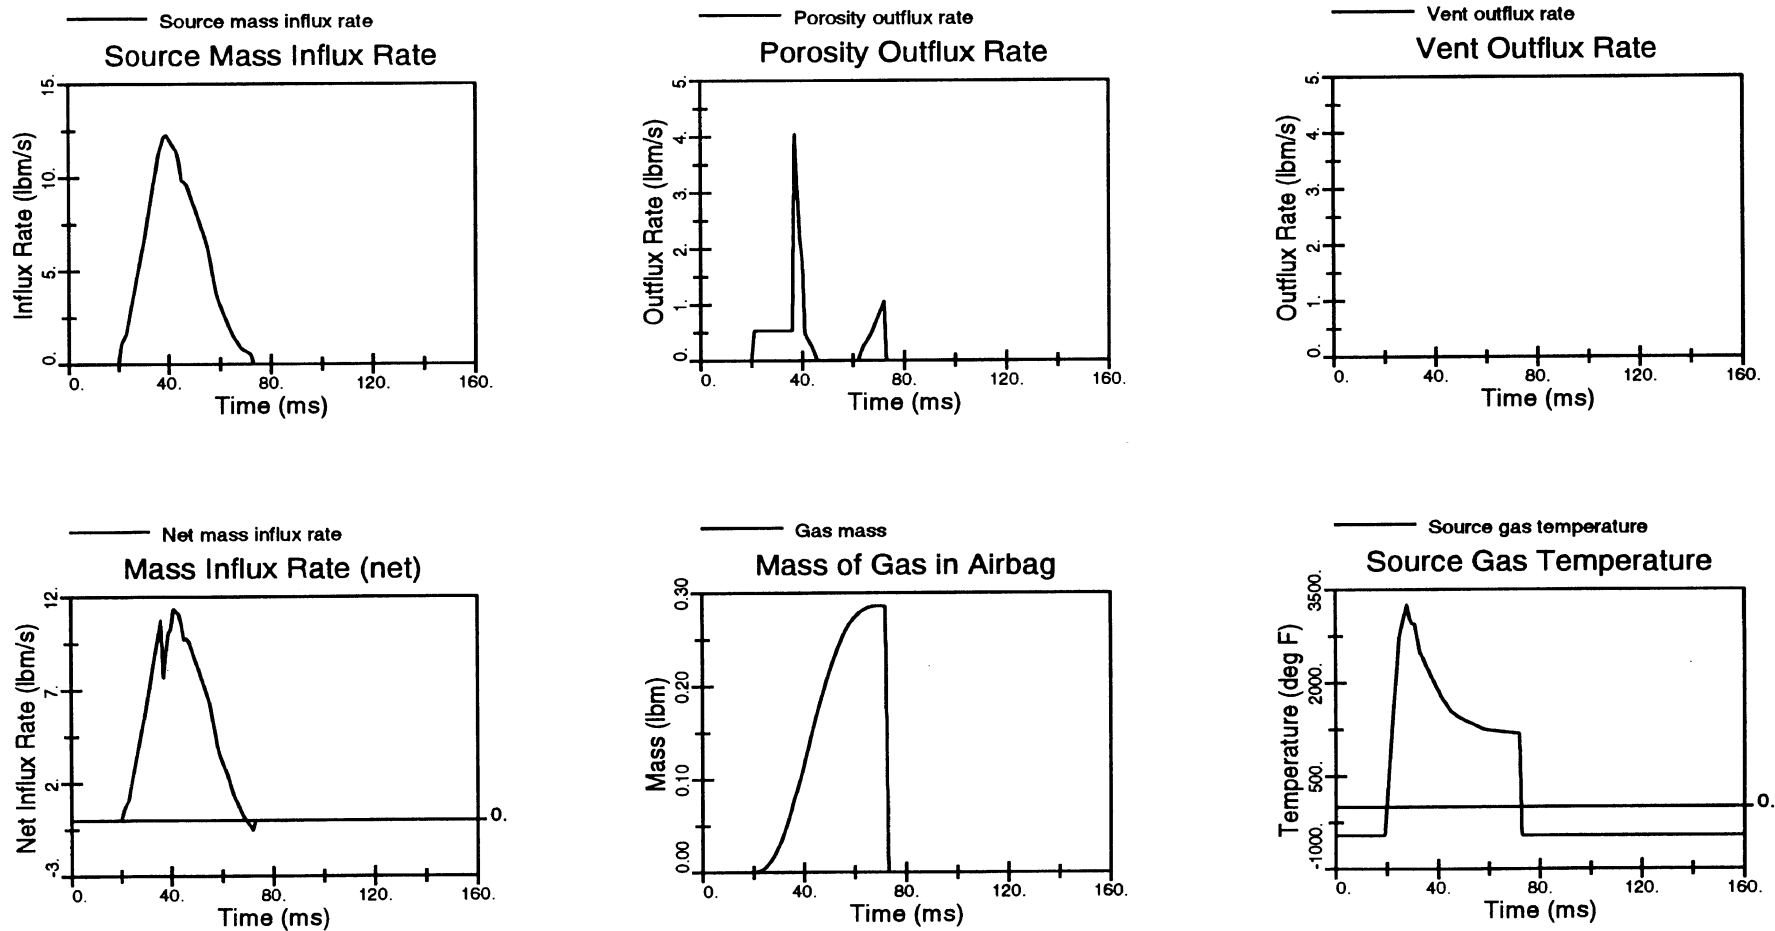 Source mass influx rate
Source Mass Influx Rate
15.
10.
5.
0.
Influx Rate (lbm/s)
0. 40. 80. 120. 160.
Time (ms)
Porosity outflux rate
Porosity Outflux Rate
5.
4.
3.
2.
1.
0.
Outflux Rate (lbm/s)
0. 40. 80. 120. 160.
Time (ms)
Vent outflux rate
Vent Outflux Rate
5.
4.
3.
2.
1.
0.
Outflux Rate (lbm/s)
0. 40. 80. 120. 160.
Time (ms)
Net mass influx rate
Mass Influx Rate (net)
12.
7.
2.
-3.
Net Influx Rate (lbm/s)
0.
0. 40. 80. 120. 160.
Time (ms)
Gas mass
Mass of Gas in Airbag
0.30
0.20
0.10
0.00
Mass (lbm)
0. 40. 80. 120. 160.
Time (ms)
Source gas temperature
Source Gas Temperature
3500.
2000.
500.
-1000.
Temperature (deg F)
0.
0. 40. 80. 120. 160.
Time (ms)